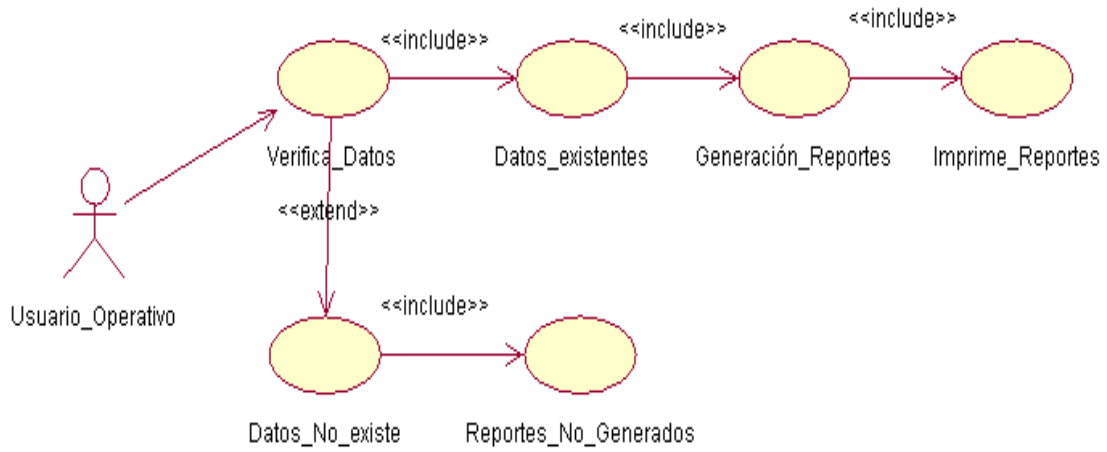 <<include>>
<<include>>
<<include>>
Verifica_Datos
Datos_existentes
Generación_Reportes
Imprime_Reportes
<<extend>>
Usuario_Operativo
<<include>>
Datos_No_existe
Reportes_No_Generados